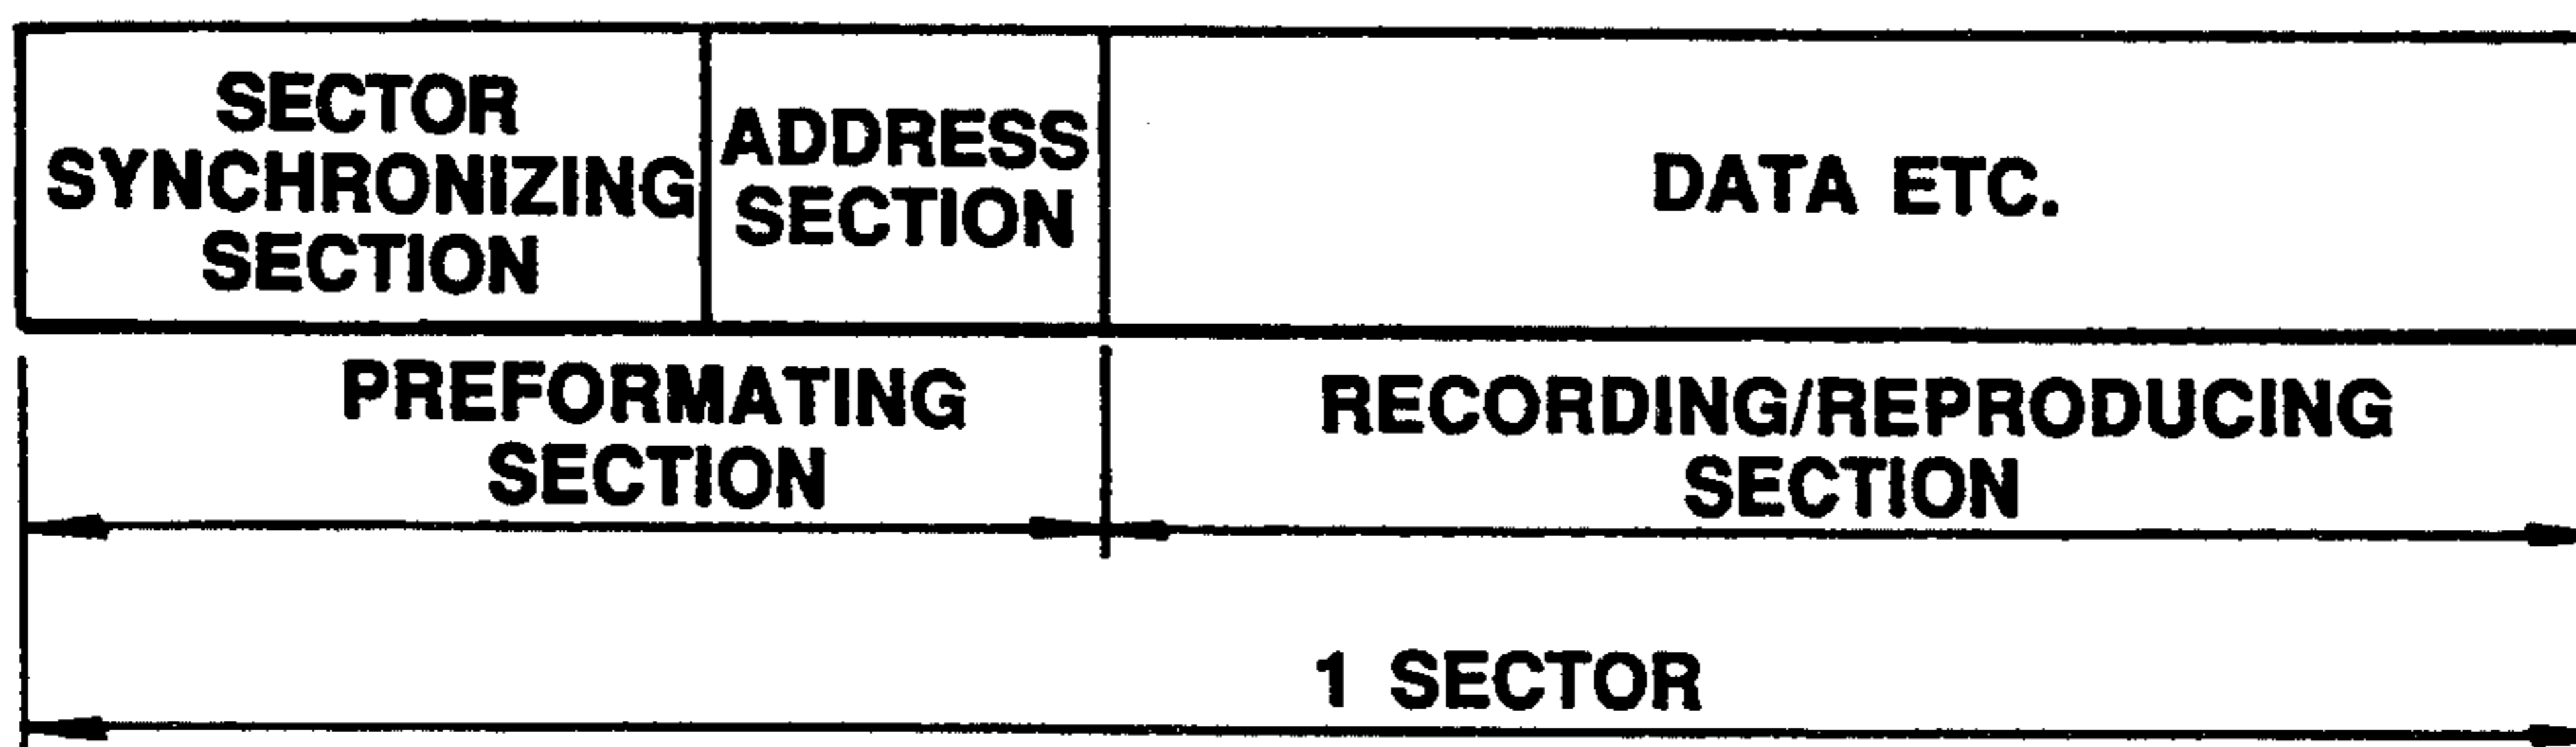 SECTOR
SYNCHRONIZING
SECTION
ADDRESS
SECTION
DATA ETC.
PREFORMATING
SECTION
RECORDING/REPRODUCING
SECTION
1 SECTOR